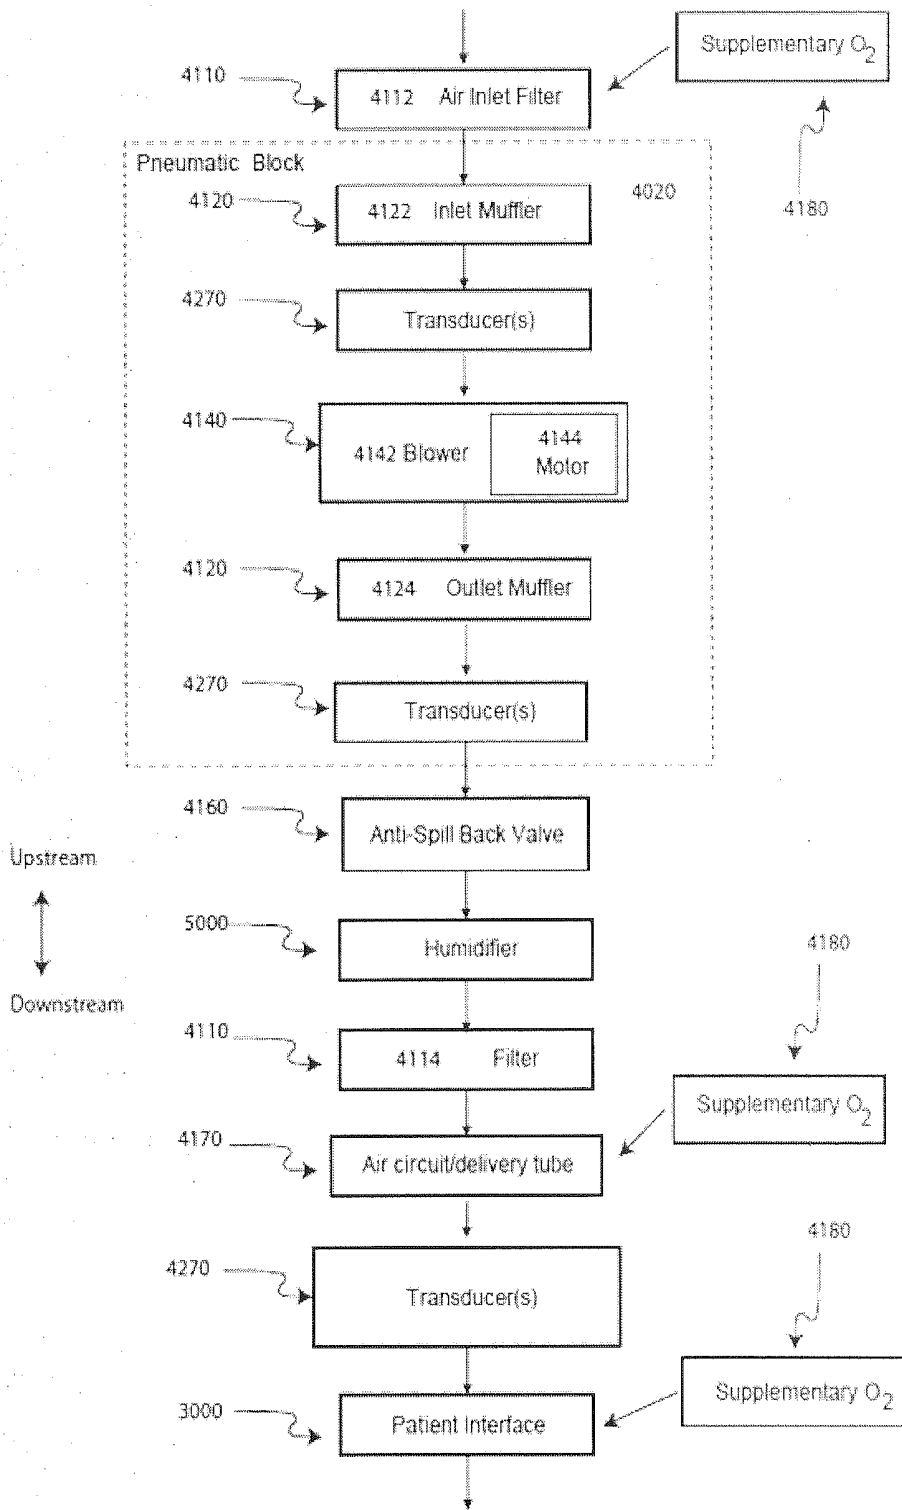 Supplementary O2
4110
4112 Air Inlet Filter
4180
Pneumatic Block
4020
4120
4122 Inlet Muffler
4270
Transducer(s)
4140
4142 Blower
4144
Motor
4120
4124 Outlet Muffler
4270
Transducer(s)
4160
Anti-Spill Back Valve
Upstream
Downstream
5000
Humidifier
4180
4110
4114 Filter
Supplementary O2
4170
Air circuit/delivery tube
4180
4270
Transducer(s)
Supplementary O2
3000
Patient Interface